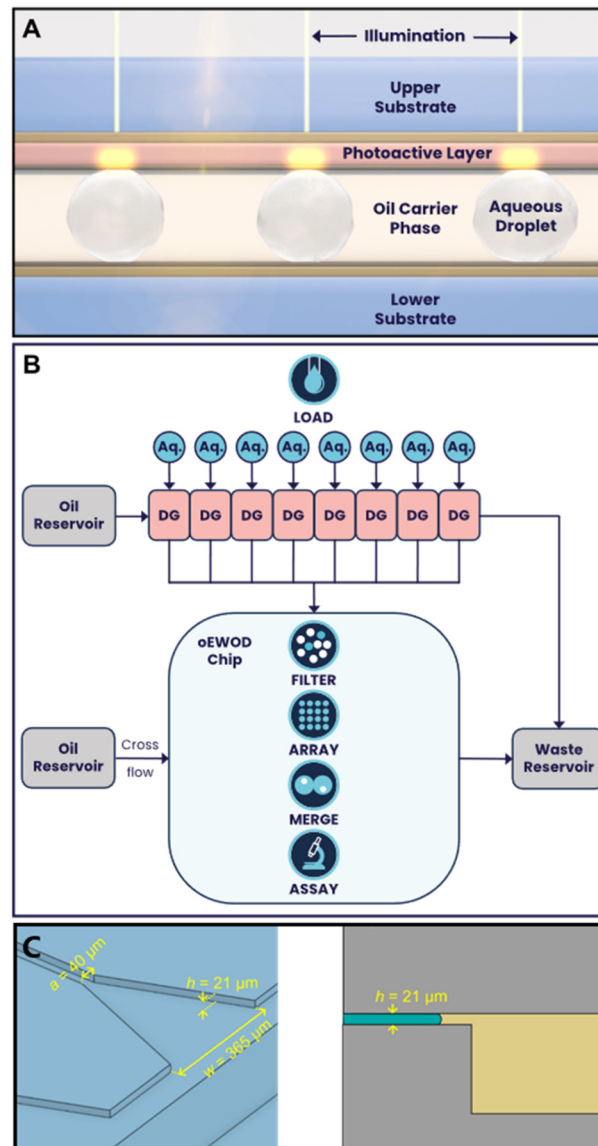 A
Illumination
Upper
Substrate
Photoactive Layer
Oil Carrier
Phase
Aqueous
Droplet
Lower
Substrate
B
LOAD
Aq. Aq. Aq. Aq. Aq. Aq. Aq. Aq.
Oil
Reservoir
DG DG DG DG DG DG DG DG
oEWOD
Chip
FILTER
ARRAY
Oil
Reservoir
Cross
flow
Waste
Reservoir
MERGE
ASSAY
C
a = 40 µm
h = 21 µm
w = 365 µm
h = 21 µm